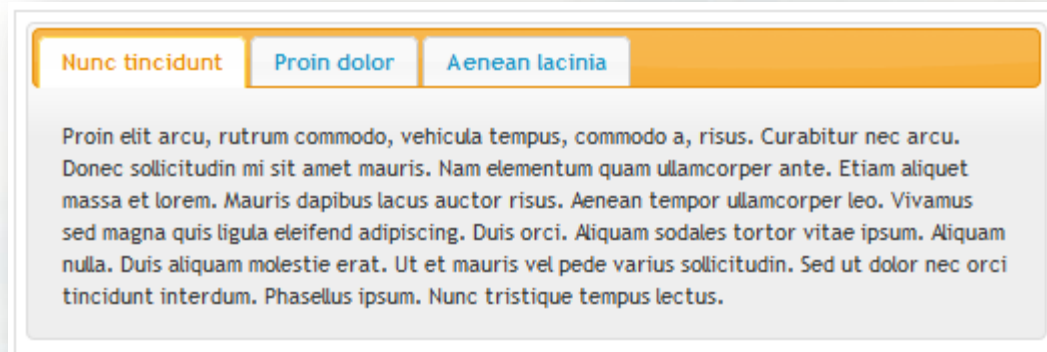 Nunc tincidunt Proin dolor Aenean lacinia
Proin elit arcu, rutrum commodo, vehicula tempus, commodo a, risus. Curabitur nec arcu.
Donec sollicitudin mi sit amet mauris. Nam elementum quam ullamcorper ante. Etiam aliquet
massa et lorem. Mauris dapibus lacus auctor risus. Aenean tempor ullamcorper leo. Vivamus
sed magna quis ligula eleifend adipiscing. Duis orci. Aliquam sodales tortor vitae ipsum. Aliquam
nulla. Duis aliquam molestie erat. Ut et mauris vel pede varius sollicitudin. Sed ut dolor nec orci
tincidunt interdum. Phasellus ipsum. Nunc tristique tempus lectus.